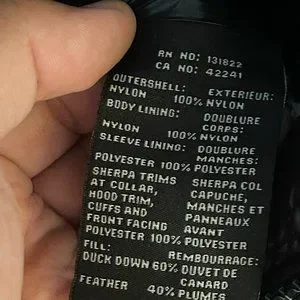 RN NO: 131822
CA NO: 42241
OUTERSHELL: EXTERIEUR:
NYLON 100% NYLON
BODY LINING: DOUBLURE
CORPS:
NYLON 100% NYLON
SLEEVE LINING: DOUBLURE
MANCHES:
POLYESTER 100% POLYESTER
SHERPA TRIMS SHERPA COL
AT COLLAR, CAPUCHE,
HOOD TRIM, MANCHES ET
CUFFS AND PANNEAUX
FRONT FACING AVANT
POLYESTER 100% POLYESTER
FILL: REMBOURRAGE:
DUCK DOWN 60% DUVET DE
CANARD
FEATHER 40% PLUMES